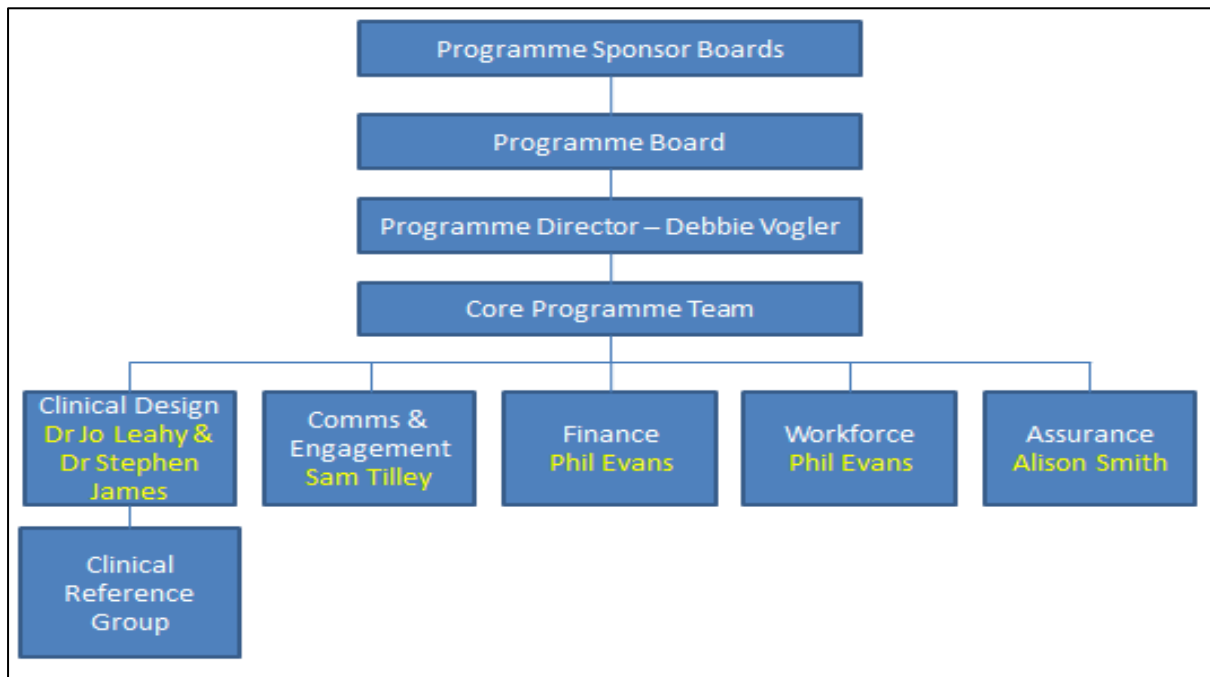 Programme Sponsor Boards
Programme Board
Programme Director – Debbie Vogler
Core Programme Team
Clinical Design
Dr Jo Leahy &
Dr Stephen
James
Comms &
Engagement
Sam Tilley
Finance
Phil Evans
Workforce
Phil Evans
Assurance
Alison Smith
Clinical
Reference
Group